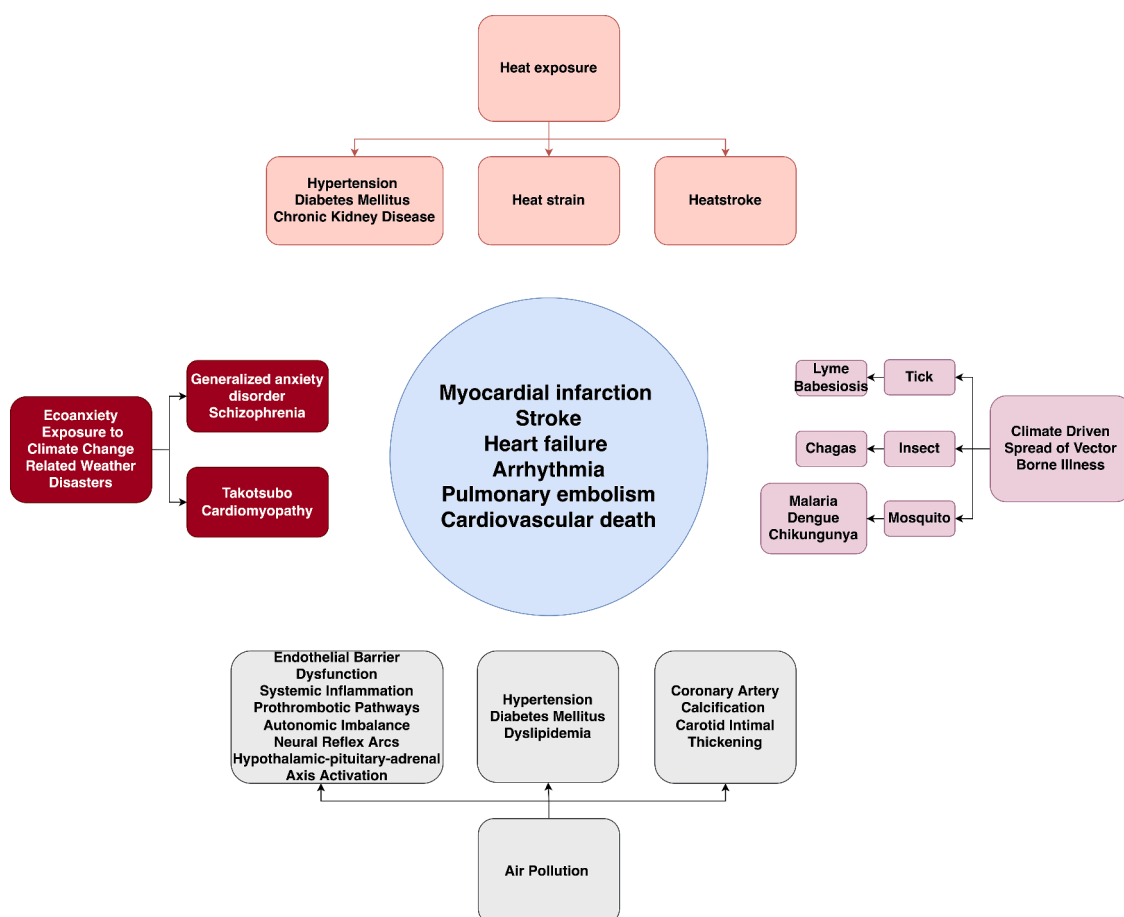 Heat exposure
Hypertension
Diabetes Mellitus
Chronic Kidney Disease
Heat strain
Heatstroke
Ecoanxiety
Exposure to
Climate Change
Related Weather
Disasters
Generalized anxiety
disorder
Schizophrenia
Takotsubo
Cardiomyopathy
Myocardial infarction
Stroke
Heart failure
Arrhythmia
Pulmonary embolism
Cardiovascular death
Lyme
Babesiosis
Tick
Chagas
Insect
Malaria
Dengue
Chikungunya
Mosquito
Climate Driven
Spread of Vector
Borne Illness
Endothelial Barrier
Dysfunction
Systemic Inflammation
Prothrombotic Pathways
Autonomic Imbalance
Neural Reflex Arcs
Hypothalamic-pituitary-adrenal
Axis Activation
Hypertension
Diabetes Mellitus
Dyslipidemia
Coronary Artery
Calcification
Carotid Intimal
Thickening
Air Pollution